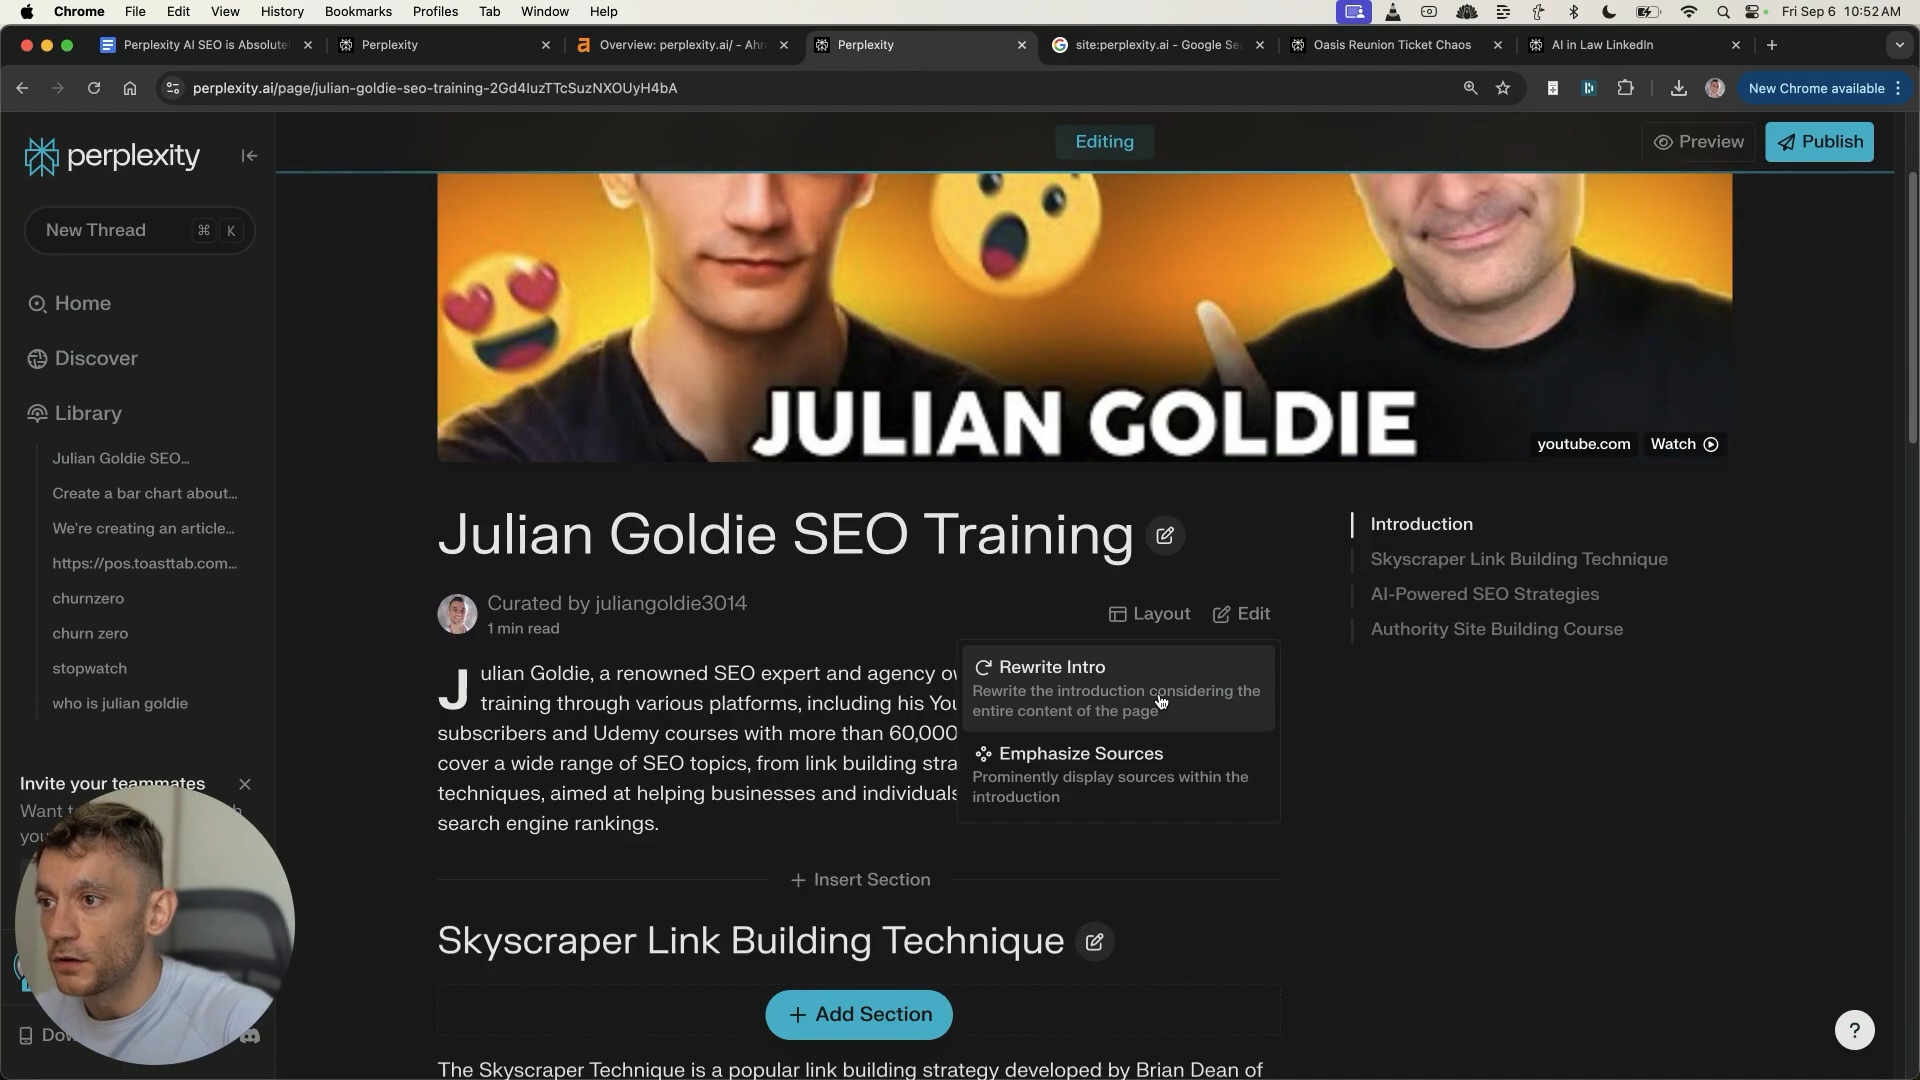 Chrome File Edit View History Bookmarks Profiles Tab Window Help Fri Sep 6 10:52 AM
Perplexity AI SEO is Absolute Perplexity Overview: perplexity.ai/ - Ahr Perplexity site:perplexity.ai - Google Se Oasis Reunion Ticket Chaos AI in Law LinkedIn
perplexity.ai/page/julian-goldie-seo-training-2Gd4IuzTTcSuzNXOUyH4bA New Chrome available
perplexity
Editing
Preview
Publish
New Thread ⌘ K
Home
Discover
Library
Julian Goldie SEO...
Create a bar chart about...
We're creating an article...
https://pos.toasttab.com...
churnzero
churn zero
stopwatch
who is julian goldie
Invite your teammates
JULIAN GOLDIE
youtube.com Watch
Julian Goldie SEO Training
Curated by juliangoldie3014
1 min read
Layout Edit
Julian Goldie, a renowned SEO expert and agency
training through various platforms, including his
subscribers and Udemy courses with more than 60,000
cover a wide range of SEO topics, from link building
techniques, aimed at helping businesses and individuals
search engine rankings.
Rewrite Intro
Rewrite the introduction considering the
entire content of the page
Emphasize Sources
Prominently display sources within the
introduction
Insert Section
Skyscraper Link Building Technique
Add Section
The Skyscraper Technique is a popular link building strategy developed by Brian Dean of
Introduction
Skyscraper Link Building Technique
AI-Powered SEO Strategies
Authority Site Building Course
?